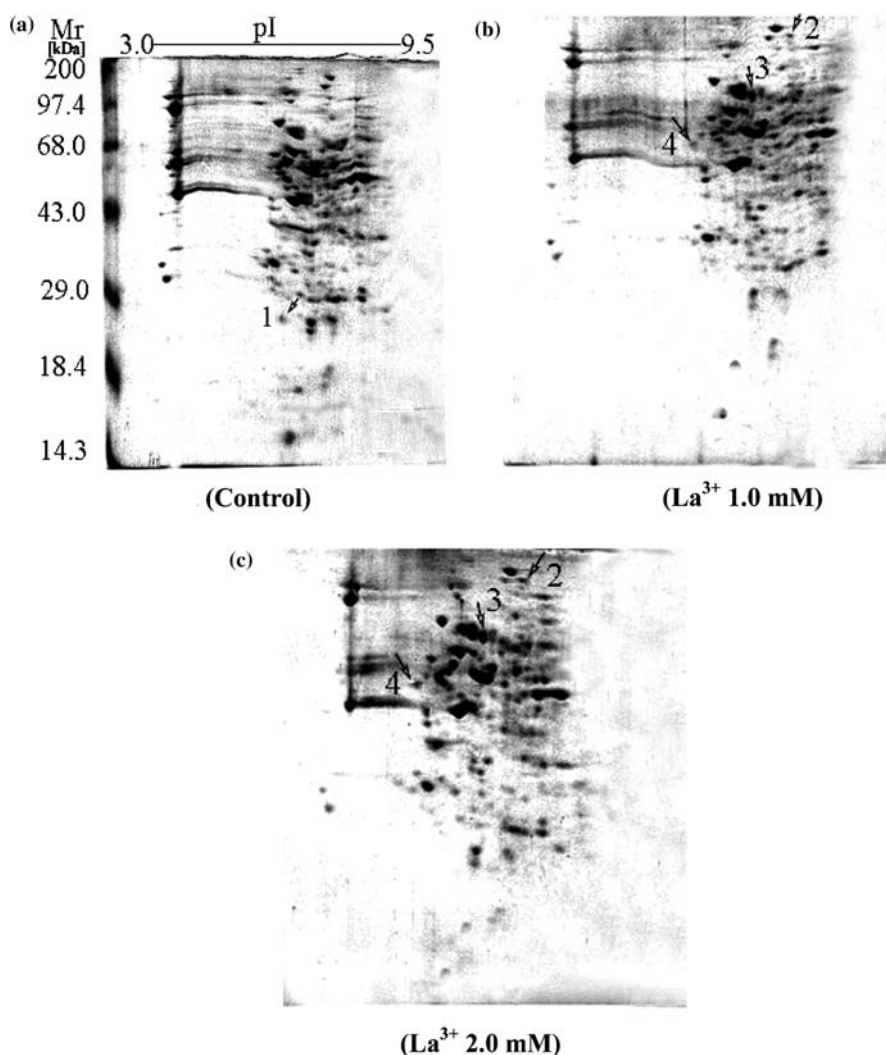 (a) Mr pI (b)
[kDa] 3.0 9.5
200
97.4
68.0
43.0
29.0
18.4
14.3
1
2
3
4
(Control) (La³⁺ 1.0 mM)
(c)
2
3
4
(La³⁺ 2.0 mM)